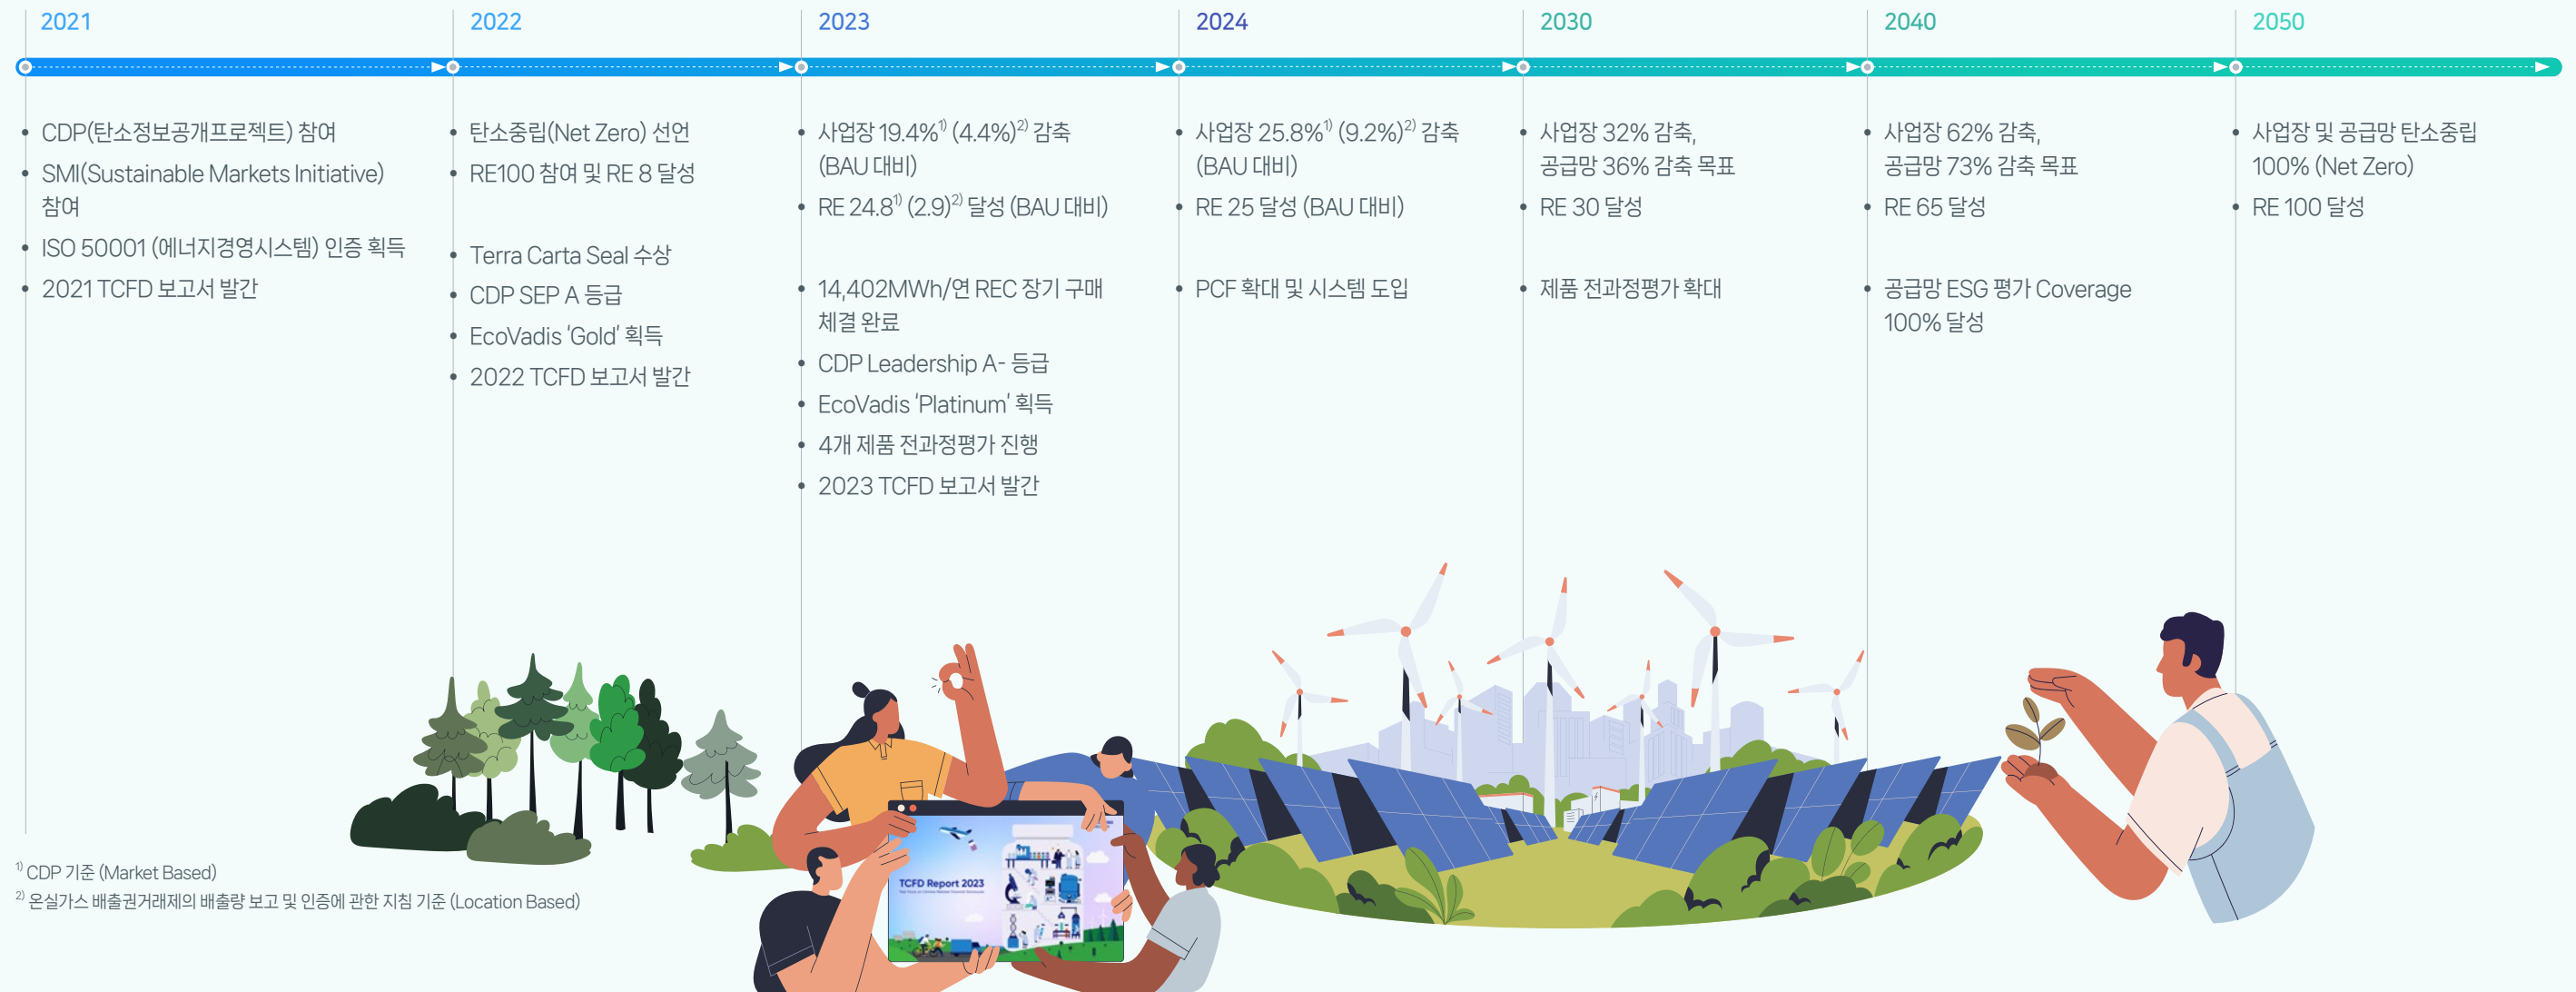 2021
CDP(탄소정보공개프로젝트) 참여
SMI(Sustainable Markets Initiative)
참여
ISO 50001 (에너지경영시스템) 인증 획득
2021 TCFD 보고서 발간
2022
탄소중립(Net Zero) 선언
RE100 참여 및 RE 8 달성
Terra Carta Seal 수상
CDP SEP A 등급
EcoVadis ‘Gold’ 획득
2022 TCFD 보고서 발간
2023
사업장 19.4%1) (4.4%)2) 감축
(BAU 대비)
RE 24.81) (2.9)2) 달성 (BAU 대비)
14,402MWh/연 REC 장기 구매
체결 완료
CDP Leadership A- 등급
EcoVadis ‘Platinum’ 획득
4개 제품 전과정평가 진행
2023 TCFD 보고서 발간
2024
사업장 25.8%1) (9.2%)2) 감축
(BAU 대비)
RE 25 달성 (BAU 대비)
PCF 확대 및 시스템 도입
2030
사업장 32% 감축,
공급망 36% 감축 목표
RE 30 달성
제품 전과정평가 확대
2040
사업장 62% 감축,
공급망 73% 감축 목표
RE 65 달성
공급망 ESG 평가 Coverage
100% 달성
2050
사업장 및 공급망 탄소중립
100% (Net Zero)
RE 100 달성
TCFD Report 2023
1) CDP 기준 (Market Based)
2) 온실가스 배출권거래제의 배출량 보고 및 인증에 관한 지침 기준 (Location Based)